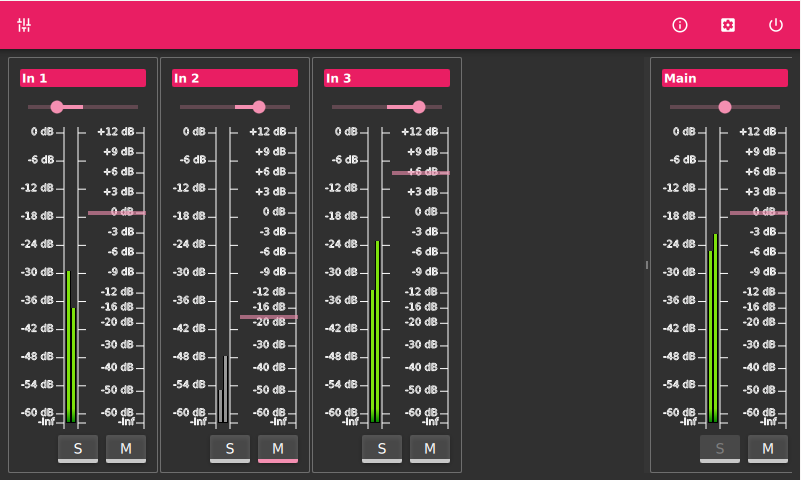 In 1
In 2
In 3
Main
0 dB +12 dB 0 dB +12 dB 0 dB +12 dB 0 dB +12 dB
+9 dB +9 dB +9 dB +9 dB
-6 dB -6 dB -6 dB -6 dB
+6 dB +6 dB +6 dB +6 dB
-12 dB +3 dB -12 dB +3 dB -12 dB +3 dB -12 dB +3 dB
-18 dB 0 dB -18 dB 0 dB -18 dB 0 dB -18 dB 0 dB
-3 dB -3 dB -3 dB -3 dB
-24 dB -6 dB -24 dB -6 dB -24 dB -6 dB -24 dB -6 dB
-30 dB -9 dB -30 dB -9 dB -30 dB -9 dB -30 dB -9 dB
-12 dB -12 dB -12 dB -12 dB
-36 dB -16 dB -36 dB -16 dB -36 dB -16 dB -36 dB -16 dB
-42 dB -20 dB -42 dB -20 dB -42 dB -20 dB -42 dB -20 dB
-30 dB -30 dB -30 dB -30 dB
-48 dB -40 dB -48 dB -40 dB -48 dB -40 dB -48 dB -40 dB
-54 dB -50 dB -54 dB -50 dB -54 dB -50 dB -54 dB -50 dB
-60 dB -60 dB -60 dB -60 dB -60 dB -60 dB -60 dB -60 dB
-Inf -Inf -Inf -Inf -Inf -Inf -Inf -Inf
S M S M S M S M